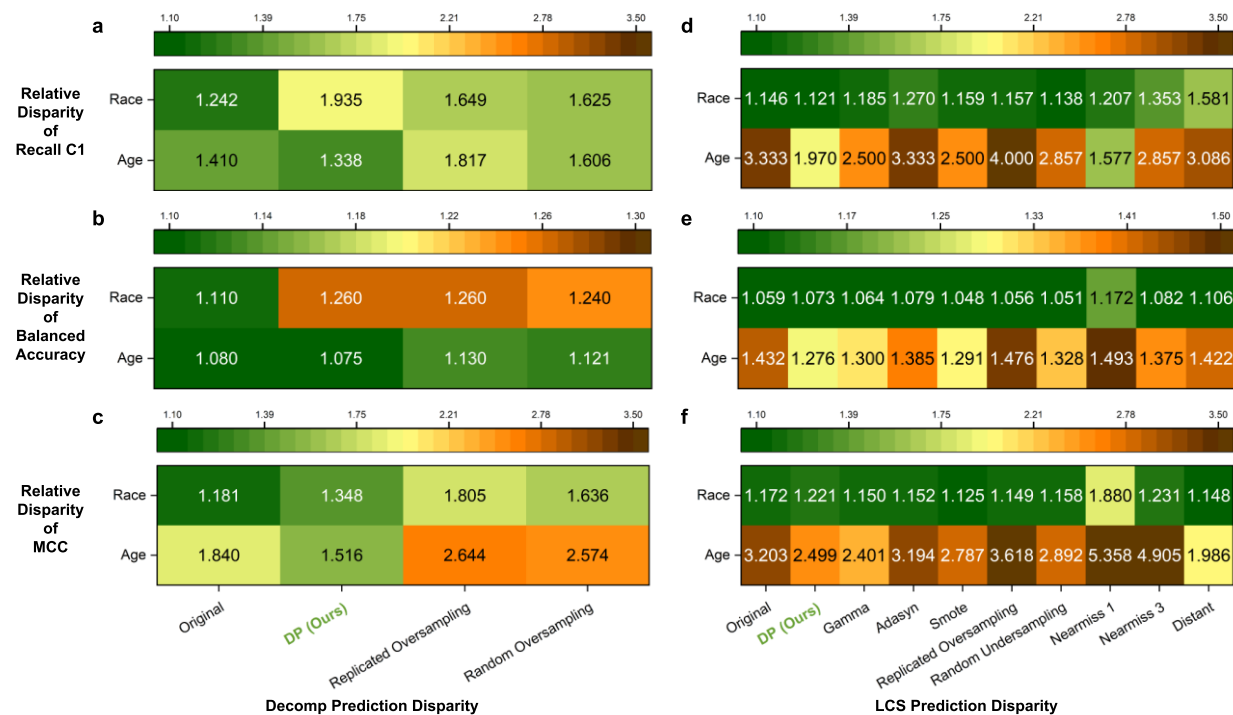 a
1.10 1.39 1.75 2.21 2.78 3.50
Relative
Disparity
of
Recall C1
Race 1.242 1.935 1.649 1.625
Age 1.410 1.338 1.817 1.606
b
1.10 1.14 1.18 1.22 1.26 1.30
Relative
Disparity
of
Balanced
Accuracy
Race 1.110 1.260 1.260 1.240
Age 1.080 1.075 1.130 1.121
c
1.10 1.39 1.75 2.21 2.78 3.50
Relative
Disparity
of
MCC
Race 1.181 1.348 1.805 1.636
Age 1.840 1.516 2.644 2.574
Original
DP (Ours)
Replicated Oversampling
Random Oversampling
Decomp Prediction Disparity
d
1.10 1.39 1.75 2.21 2.78 3.50
Race 1.146 1.121 1.185 1.270 1.159 1.157 1.138 1.207 1.353 1.581
Age 3.333 1.970 2.500 3.333 2.500 4.000 2.857 1.577 2.857 3.086
e
1.10 1.17 1.25 1.33 1.41 1.50
Race 1.059 1.073 1.064 1.079 1.048 1.056 1.051 1.172 1.082 1.106
Age 1.432 1.276 1.300 1.385 1.291 1.476 1.328 1.493 1.375 1.422
f
1.10 1.39 1.75 2.21 2.78 3.50
Race 1.172 1.221 1.150 1.152 1.125 1.149 1.158 1.880 1.231 1.148
Age 3.203 2.499 2.401 3.194 2.787 3.618 2.892 5.358 4.905 1.986
Original
DP (Ours)
Gamma
Adasyn
Smote
Replicated Oversampling
Random Undersampling
Nearmiss 1
Nearmiss 3
Distant
LCS Prediction Disparity